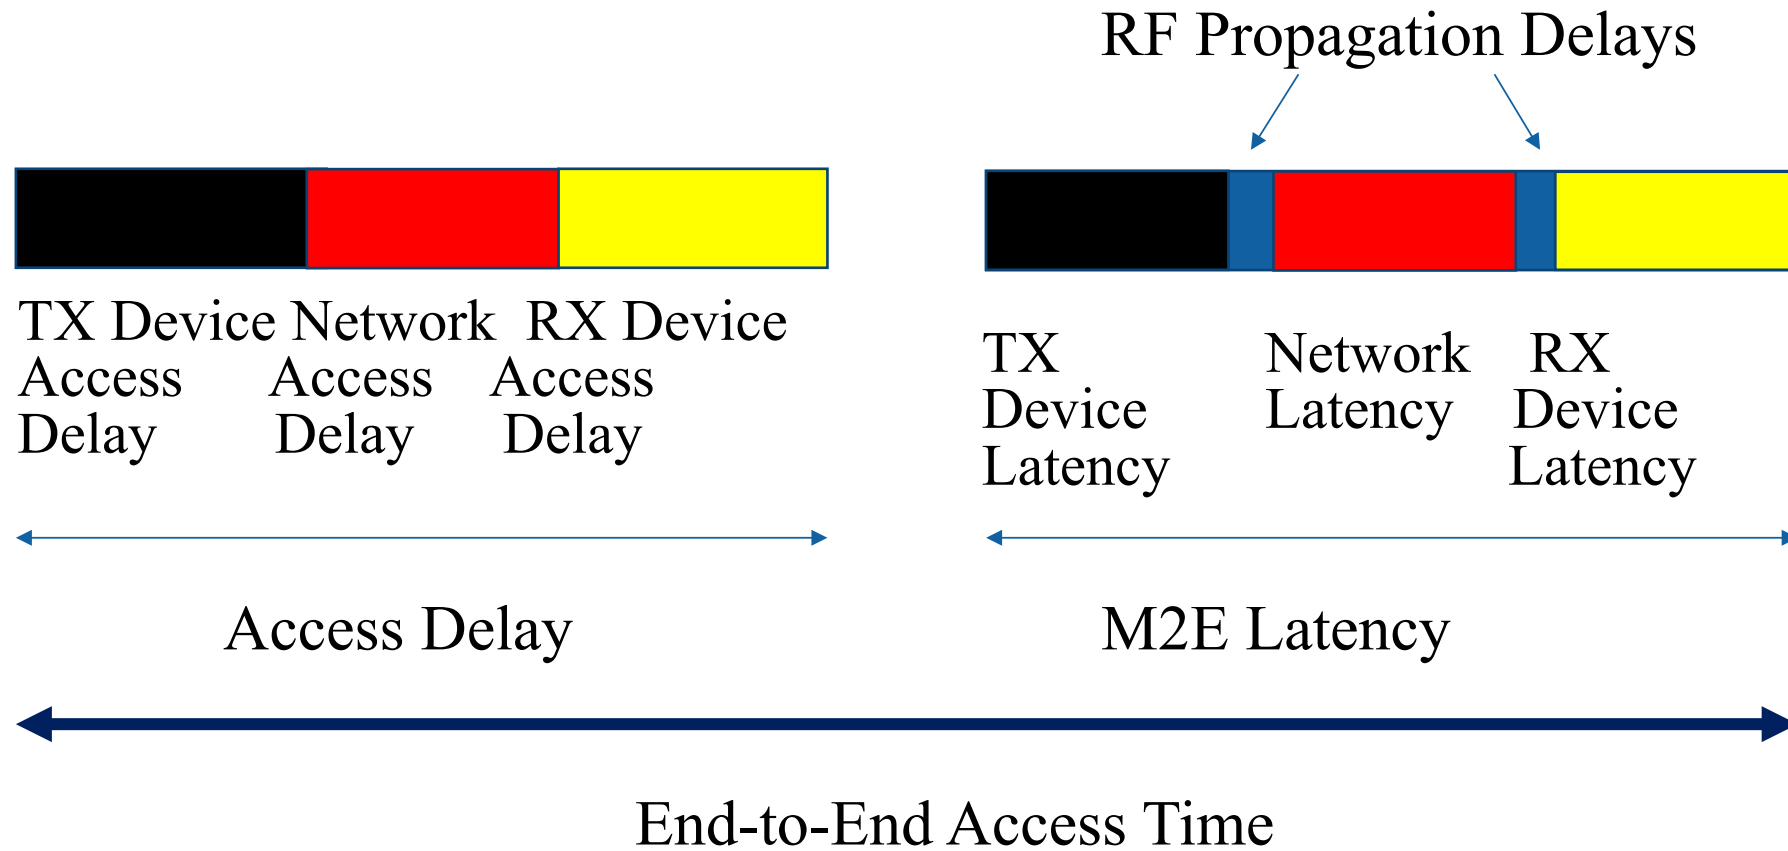 RF Propagation Delays
TX Device Network RX Device
Access Access Access
Delay Delay Delay
TX Network RX
Device Latency Device
Latency Latency
Access Delay
M2E Latency
End-to-End Access Time